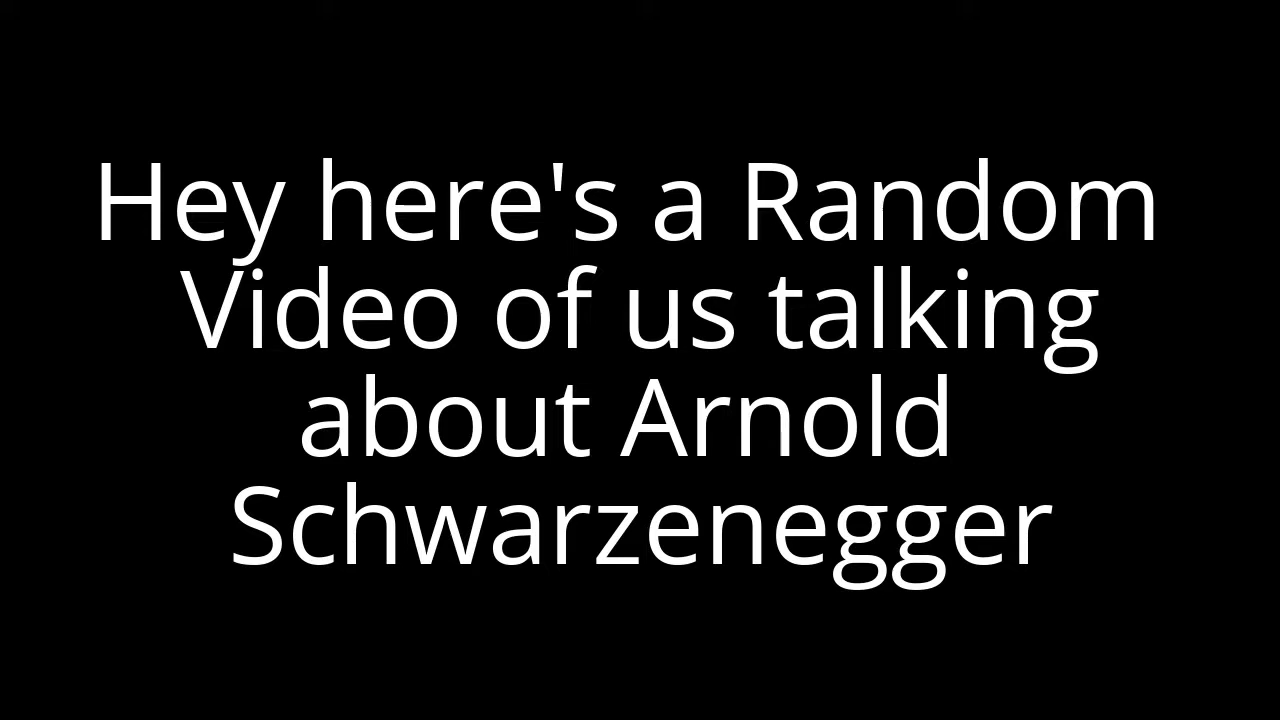 Hey here's a Random
Video of us talking
about Arnold
Schwarzenegger